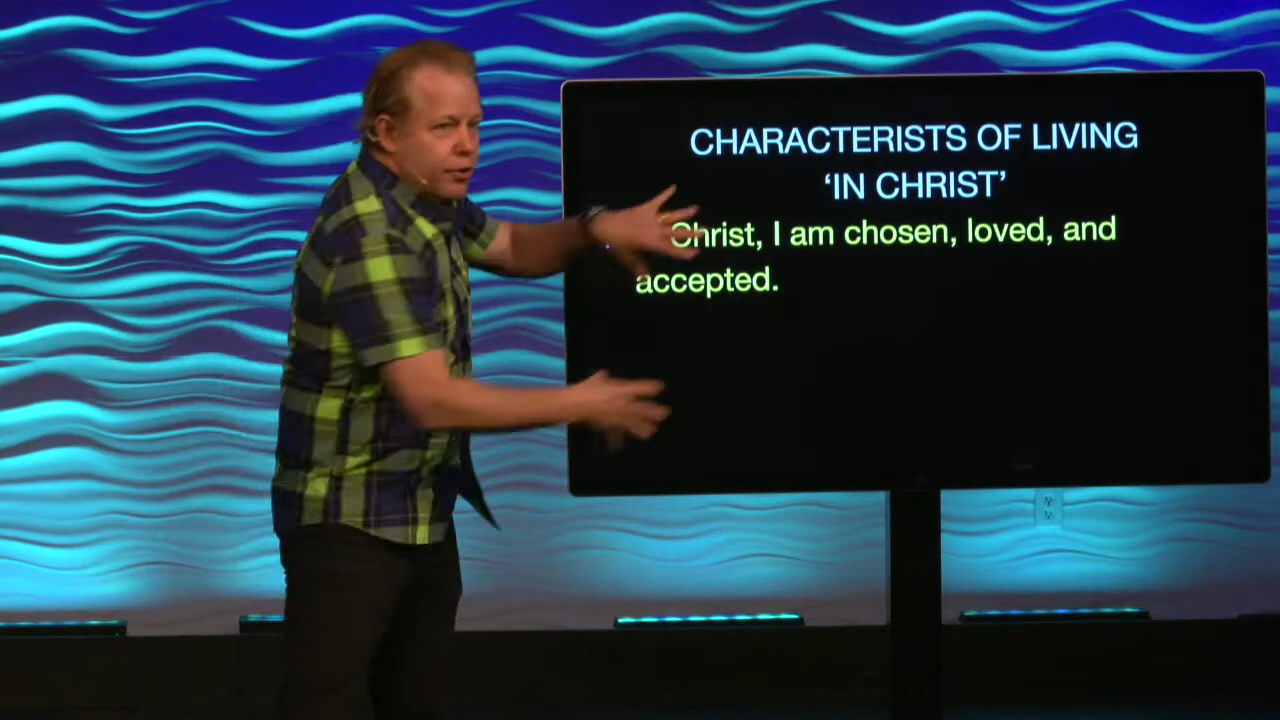 CHARACTERISTS OF LIVING
‘IN CHRIST’
Christ, I am chosen, loved, and
accepted.